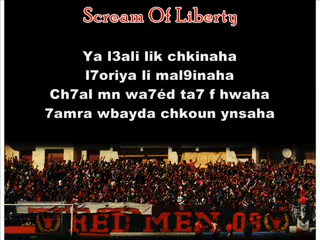 Scream Of Liberty
Ya l3ali lik chkinaha
l7oriya li mal9inaha
Ch7al mn wa7éd ta7 f hwaha
7amra wbayda chkoun ynsaha
RED MEN 09